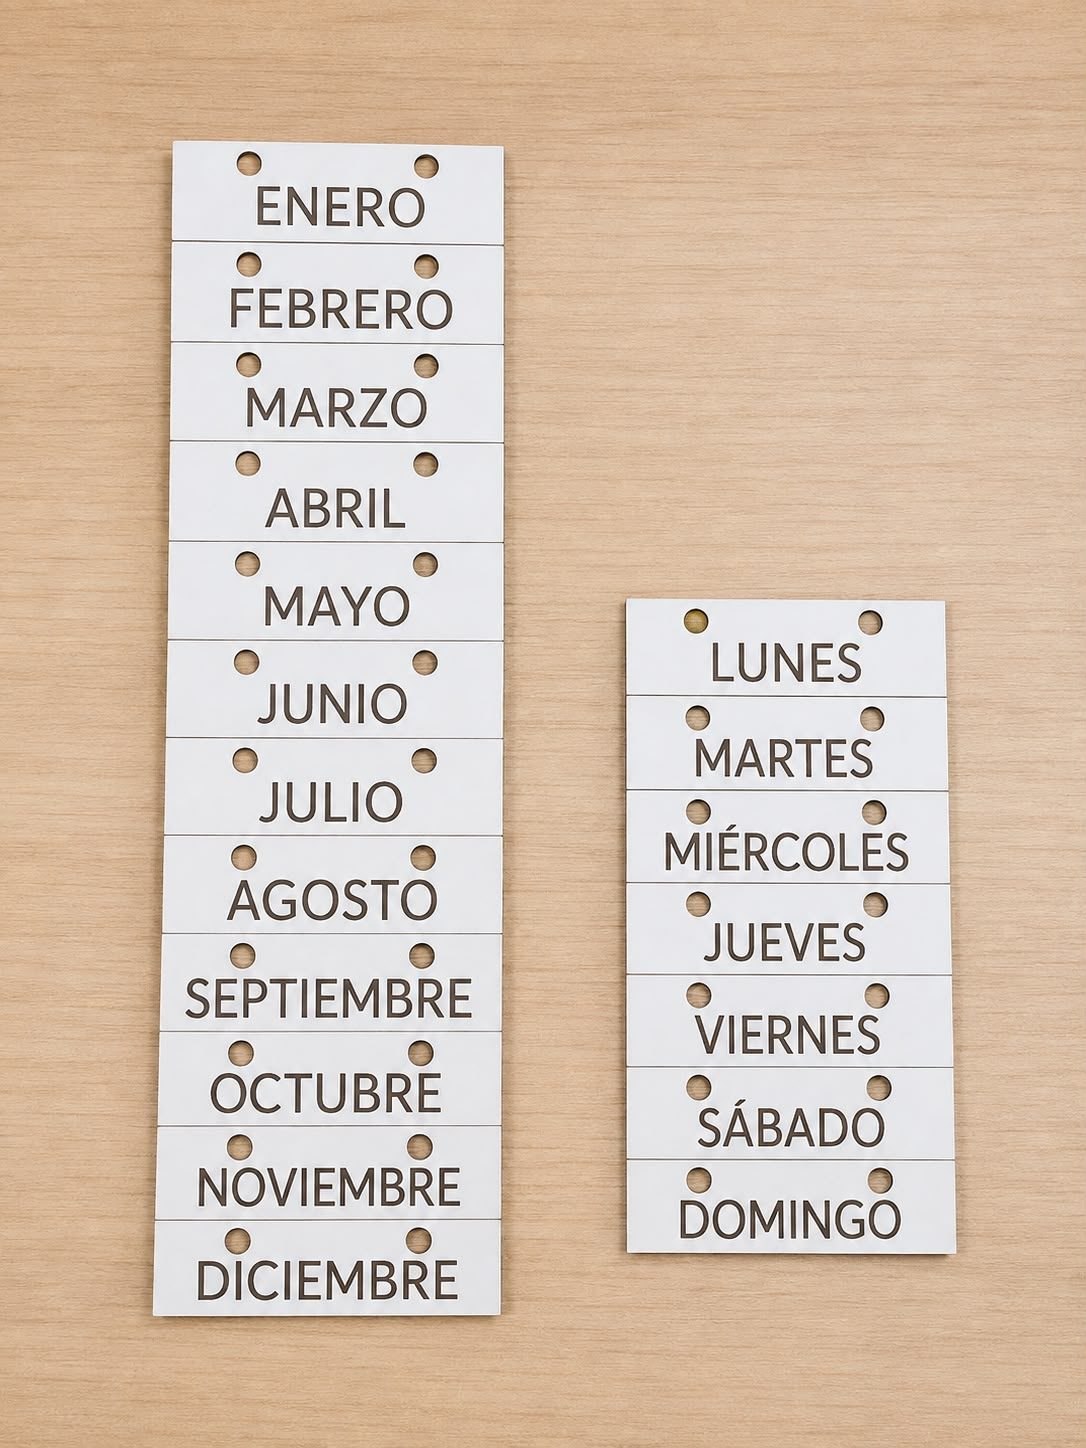 ENERO
FEBRERO
MARZO
ABRIL
MAYO
JUNIO
JULIO
AGOSTO
SEPTIEMBRE
OCTUBRE
NOVIEMBRE
DICIEMBRE
LUNES
MARTES
MIÉRCOLES
JUEVES
VIERNES
SÁBADO
DOMINGO